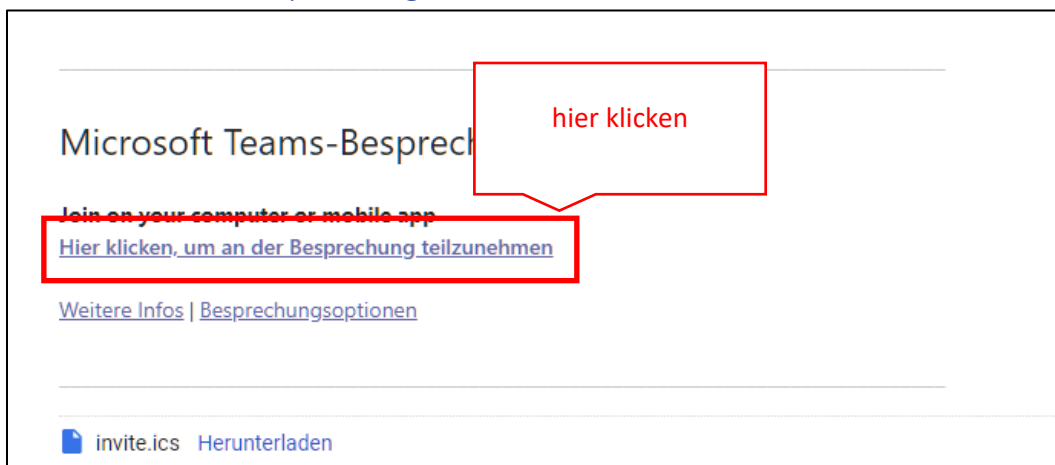 hier klicken
Microsoft Teams-Besprech
Join on your computer or mobile app
Hier klicken, um an der Besprechung teilzunehmen
Weitere Infos | Besprechungsoptionen
invite.ics Herunterladen